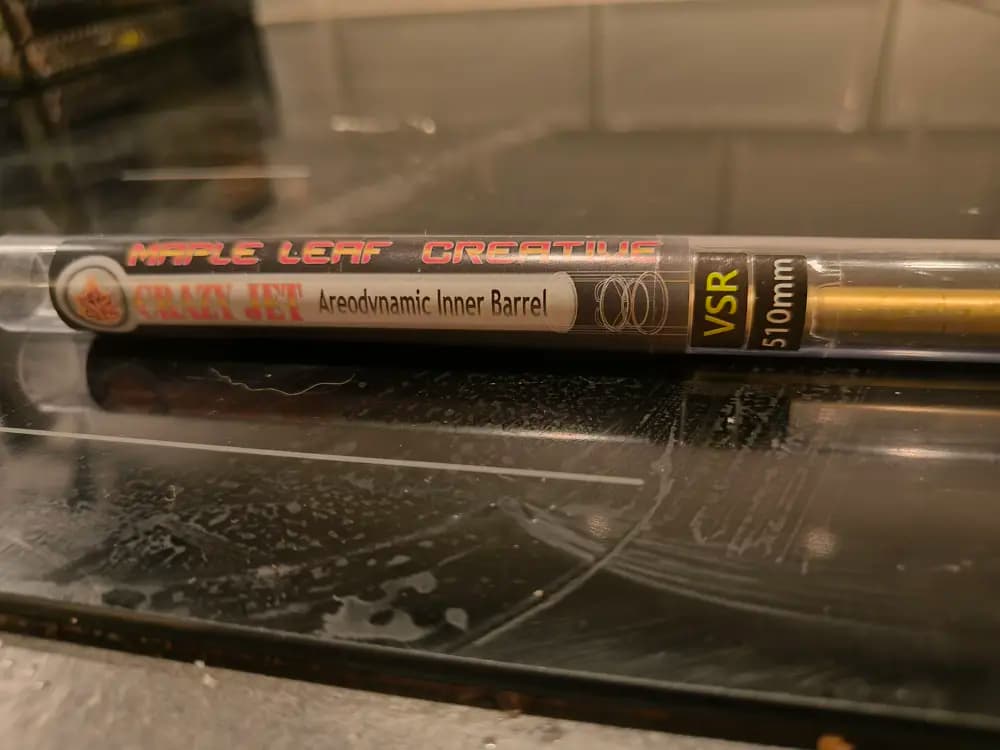 MAPLE LEAF CREATIVE
CRAZY JET Areodynamic Inner Barrel
VSR
510mm